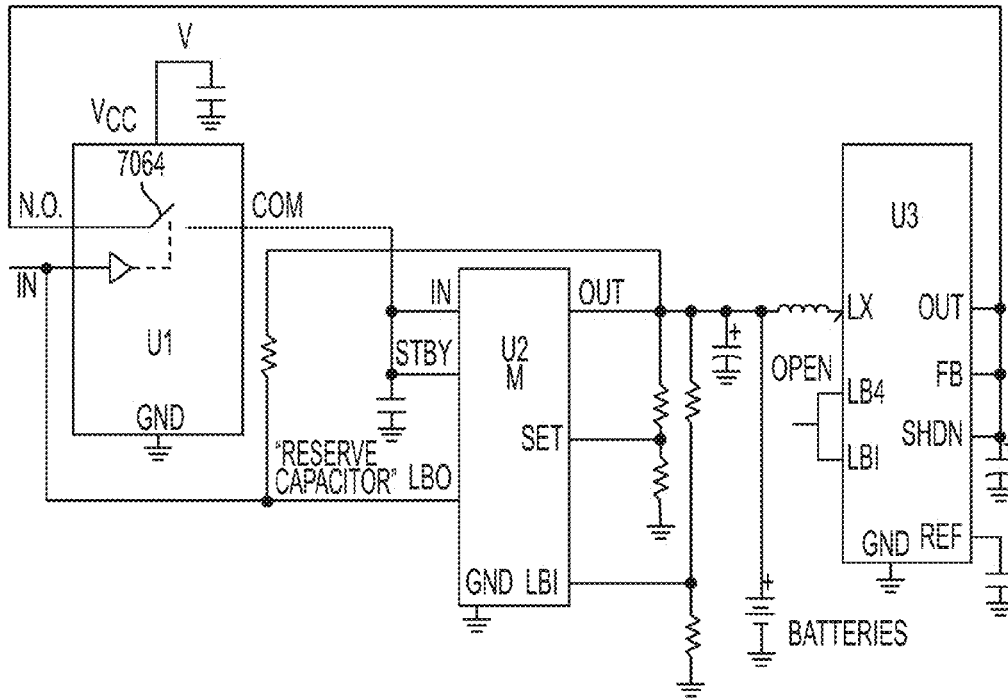 V
VCC
7064
N.O.
COM
IN
U1
GND
"RESERVE
CAPACITOR"
IN
OUT
STBY
U2
M
SET
LBO
GND
LBI
BATTERIES
OPEN
U3
LX
OUT
LB4
FB
LBI
SHDN
GND
REF